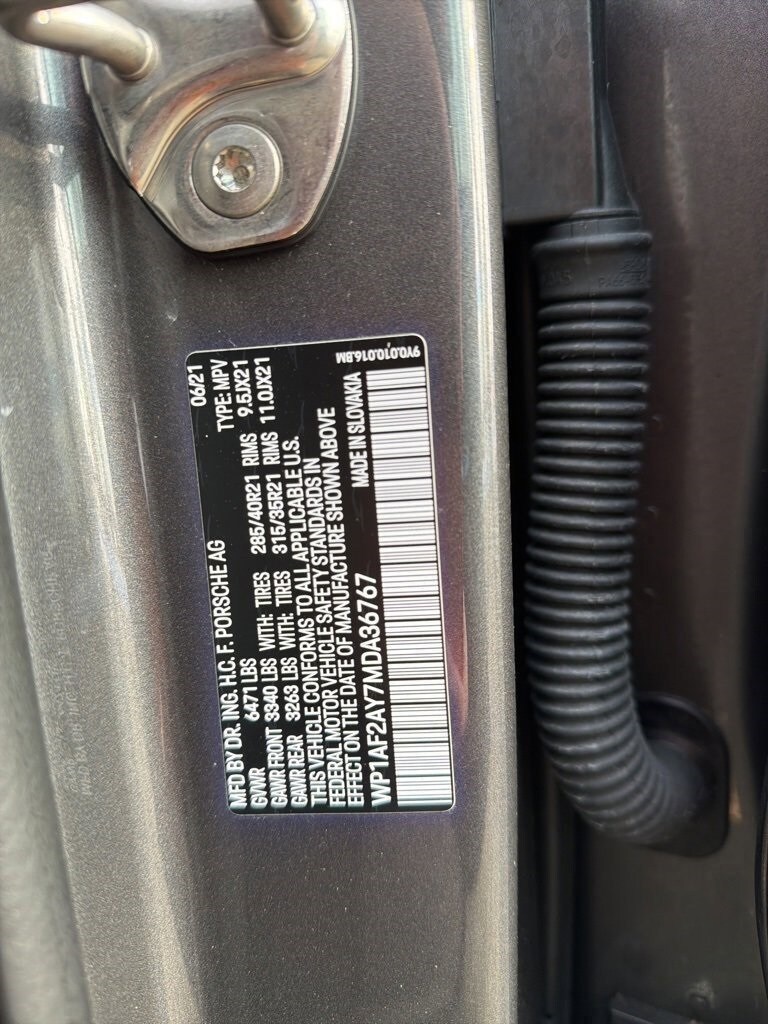 MFD BY DR. ING. H.C. F. PORSCHE AG 06/21
GVWR 6471 LBS TYPE: MPV
GAWR FRONT 3340 LBS WITH: TIRES 285/40R21 RIMS 9.5JX21
GAWR REAR 3263 LBS WITH: TIRES 315/35R21 RIMS 11.0JX21
THIS VEHICLE CONFORMS TO ALL APPLICABLE U.S.
FEDERAL MOTOR VEHICLE SAFETY STANDARDS IN
EFFECT ON THE DATE OF MANUFACTURE SHOWN ABOVE
WP1AF2AY7MDA36767 MADE IN SLOVAKIA
9Y0.010.016.BM